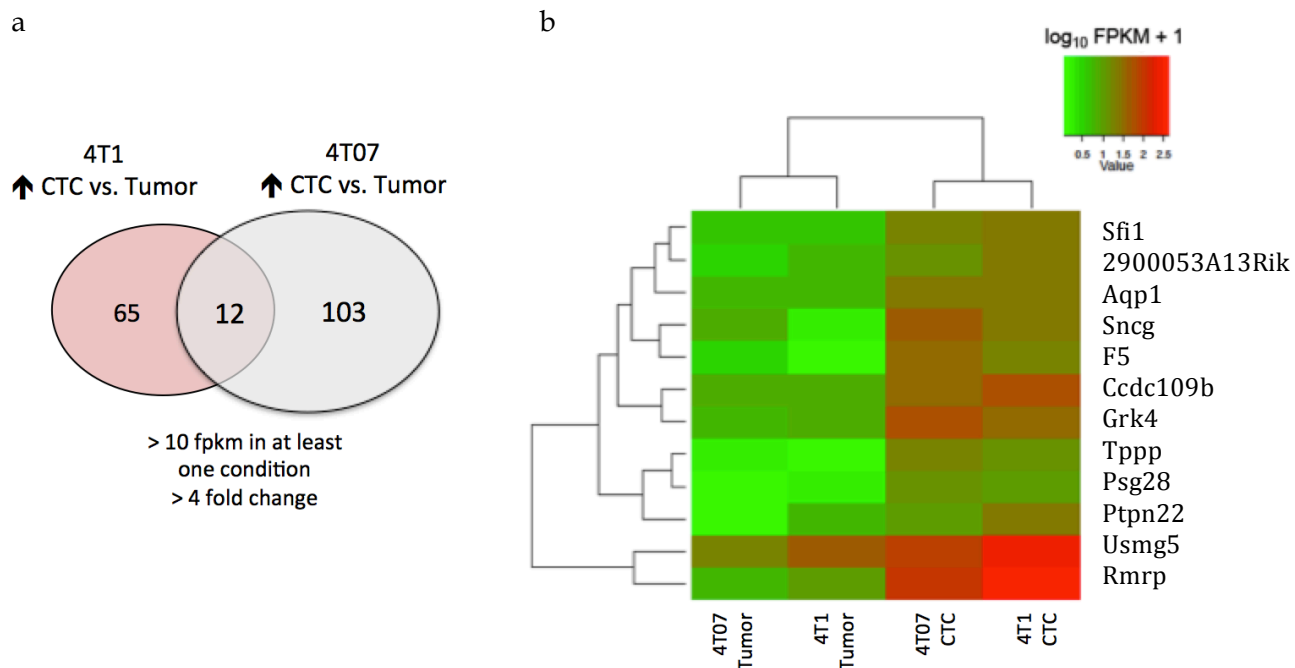 a
4T1
↑ CTC vs. Tumor
4T07
↑ CTC vs. Tumor
65
12
103
> 10 fpkm in at least
one condition
> 4 fold change
b
log₁₀ FPKM + 1
0.5 1 1.5 2 2.5
Value
Sfi1
2900053A13Rik
Aqp1
Sncg
F5
Ccdc109b
Grk4
Tppp
Psg28
Ptpn22
Usmg5
Rmrp
4T07
Tumor
4T1
Tumor
4T07
CTC
4T1
CTC